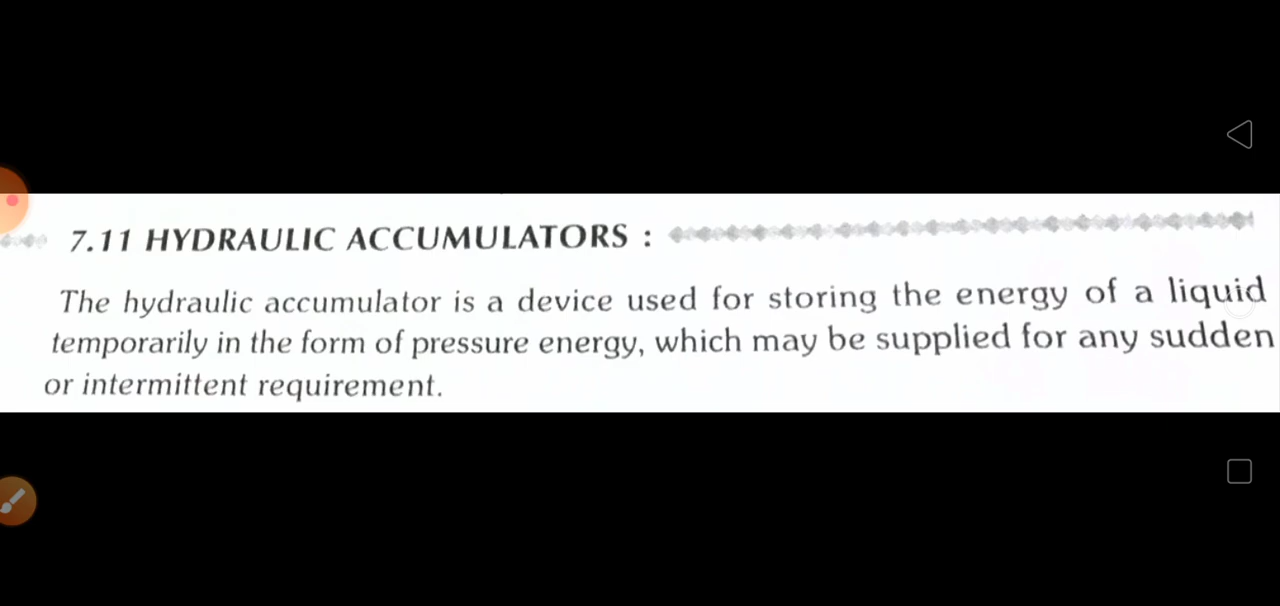 7.11 HYDRAULIC ACCUMULATORS :
The hydraulic accumulator is a device used for storing the energy of a liquid
temporarily in the form of pressure energy, which may be supplied for any sudden
or intermittent requirement.